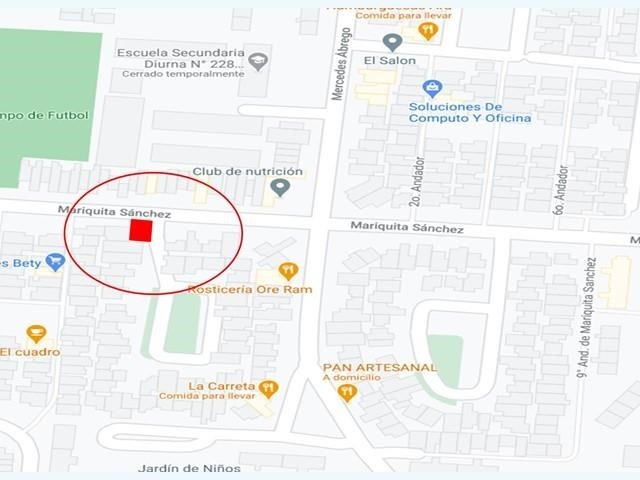 Comida para llevar
Escuela Secundaria
Diurna N° 228...
Cerrado temporalmente
El Salon
Mercedes Ábrego
mpo de Futbol
Soluciones De
Computo Y Oficina
Club de nutrición
2o. Andador
6o. Andador
Mariquita Sánchez
Mariquita Sánchez
M
es Bety
Rosticería Ore Ram
9° And. de Mariquita Sanchez
El cuadro
La Carreta
Comida para llevar
PAN ARTESANAL
A domicilio
Jardín de Niños